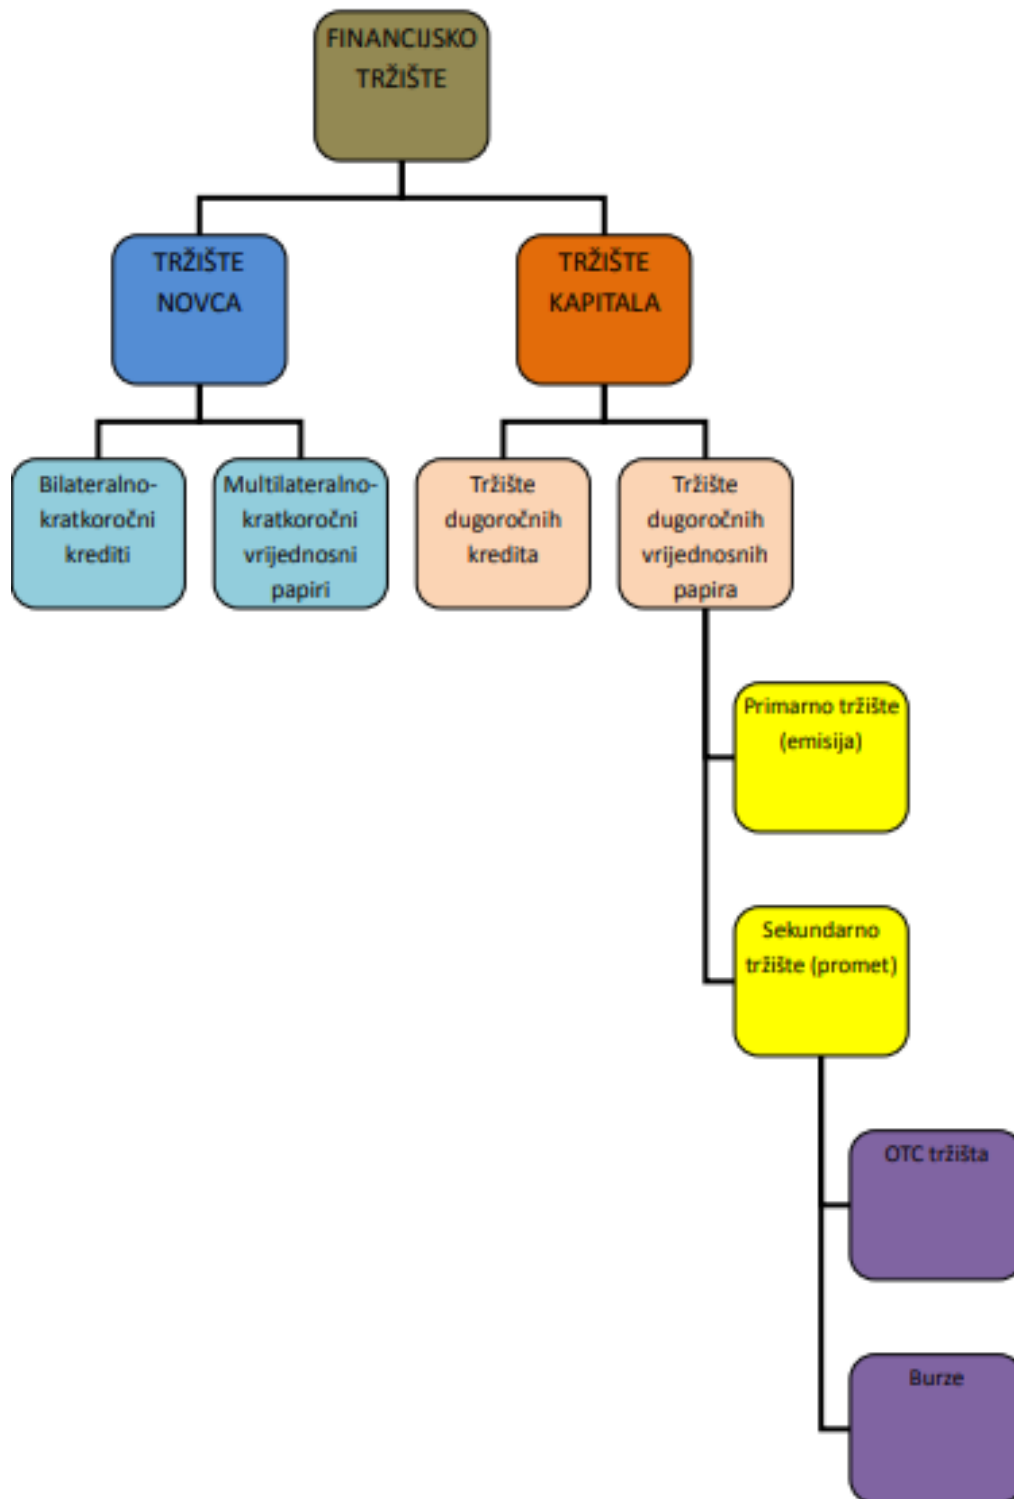 FINANCIJSKO
TRŽIŠTE
TRŽIŠTE
NOVCA
TRŽIŠTE
KAPITALA
Bilateralno-
kratkoročni
krediti
Multilateralno-
kratkoročni
vrijednosni
papiri
Tržište
dugoročnih
kredita
Tržište
dugoročnih
vrijednosnih
papira
Primarno tržište
(emisija)
Sekundarno
tržište (promet)
OTC tržišta
Burze